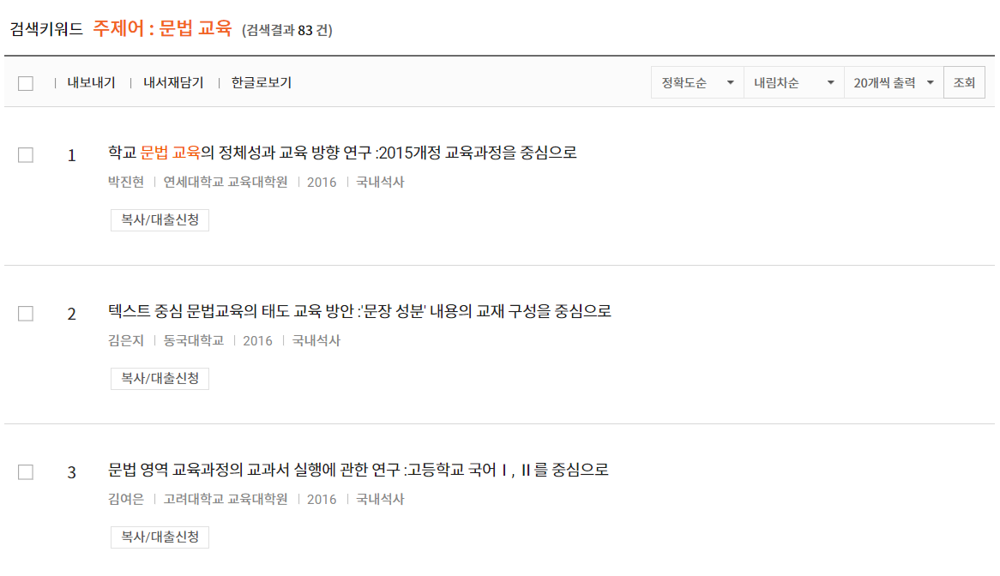 검색키워드 주제어 : 문법 교육 (검색결과 83 건)
| 내보내기 | 내서재담기 | 한글로보기 정확도순 내림차순 20개씩 출력 조회
1 학교 문법 교육의 정체성과 교육 방향 연구 :2015개정 교육과정을 중심으로
박진현 | 연세대학교 교육대학원 | 2016 | 국내석사
복사/대출신청
2 텍스트 중심 문법교육의 태도 교육 방안 :'문장 성분' 내용의 교재 구성을 중심으로
김은지 | 동국대학교 | 2016 | 국내석사
복사/대출신청
3 문법 영역 교육과정의 교과서 실행에 관한 연구 :고등학교 국어Ⅰ, Ⅱ를 중심으로
김여은 | 고려대학교 교육대학원 | 2016 | 국내석사
복사/대출신청